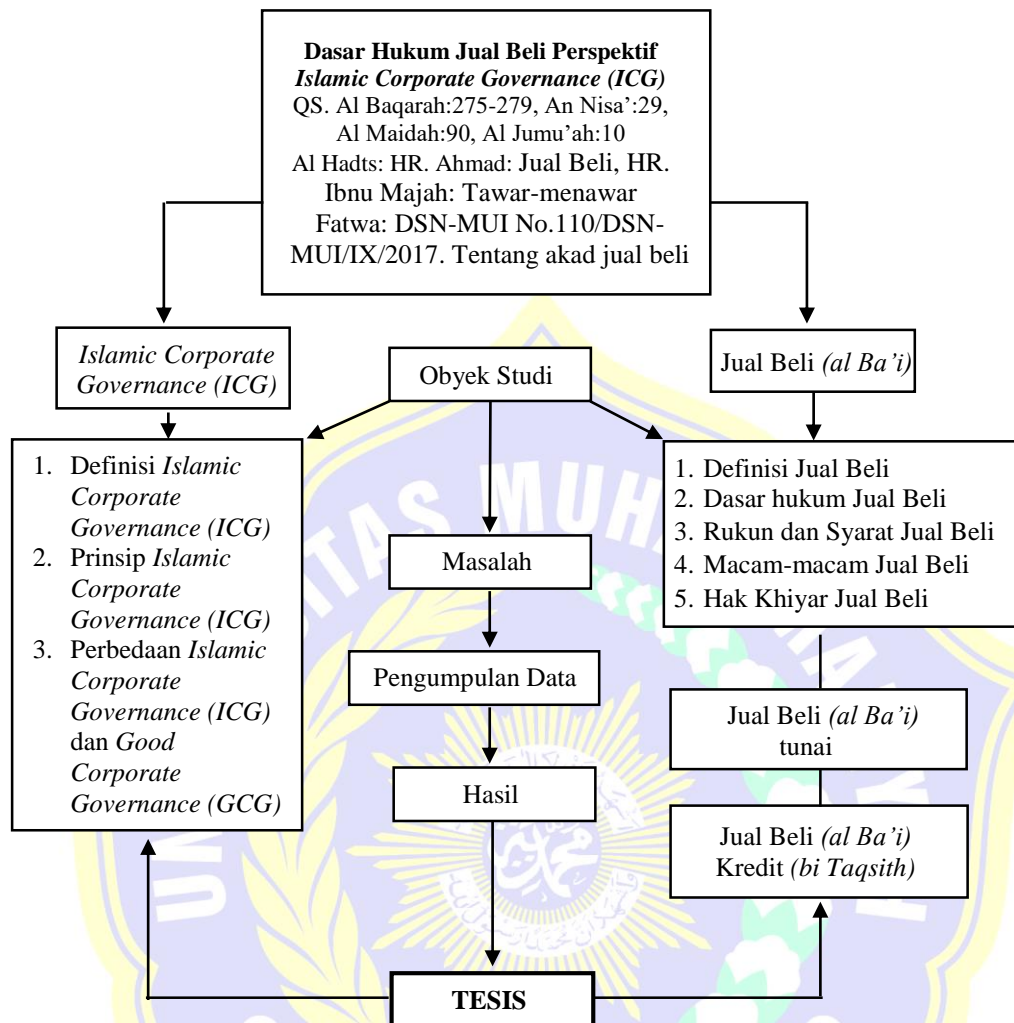 Dasar Hukum Jual Beli Perspektif
Islamic Corporate Governance (ICG)
QS. Al Baqarah:275-279, An Nisa’:29,
Al Maidah:90, Al Jumu’ah:10
Al Hadts: HR. Ahmad: Jual Beli, HR.
Ibnu Majah: Tawar-menawar
Fatwa: DSN-MUI No.110/DSN-
MUI/IX/2017. Tentang akad jual beli
Islamic Corporate
Governance (ICG)
Obyek Studi
Jual Beli (al Ba’i)
1. Definisi Islamic
Corporate
Governance (ICG)
2. Prinsip Islamic
Corporate
Governance (ICG)
3. Perbedaan Islamic
Corporate
Governance (ICG)
dan Good
Corporate
Governance (GCG)
Masalah
Pengumpulan Data
Hasil
1. Definisi Jual Beli
2. Dasar hukum Jual Beli
3. Rukun dan Syarat Jual Beli
4. Macam-macam Jual Beli
5. Hak Khiyar Jual Beli
Jual Beli (al Ba’i)
tunai
Jual Beli (al Ba’i)
Kredit (bi Taqsith)
TESIS